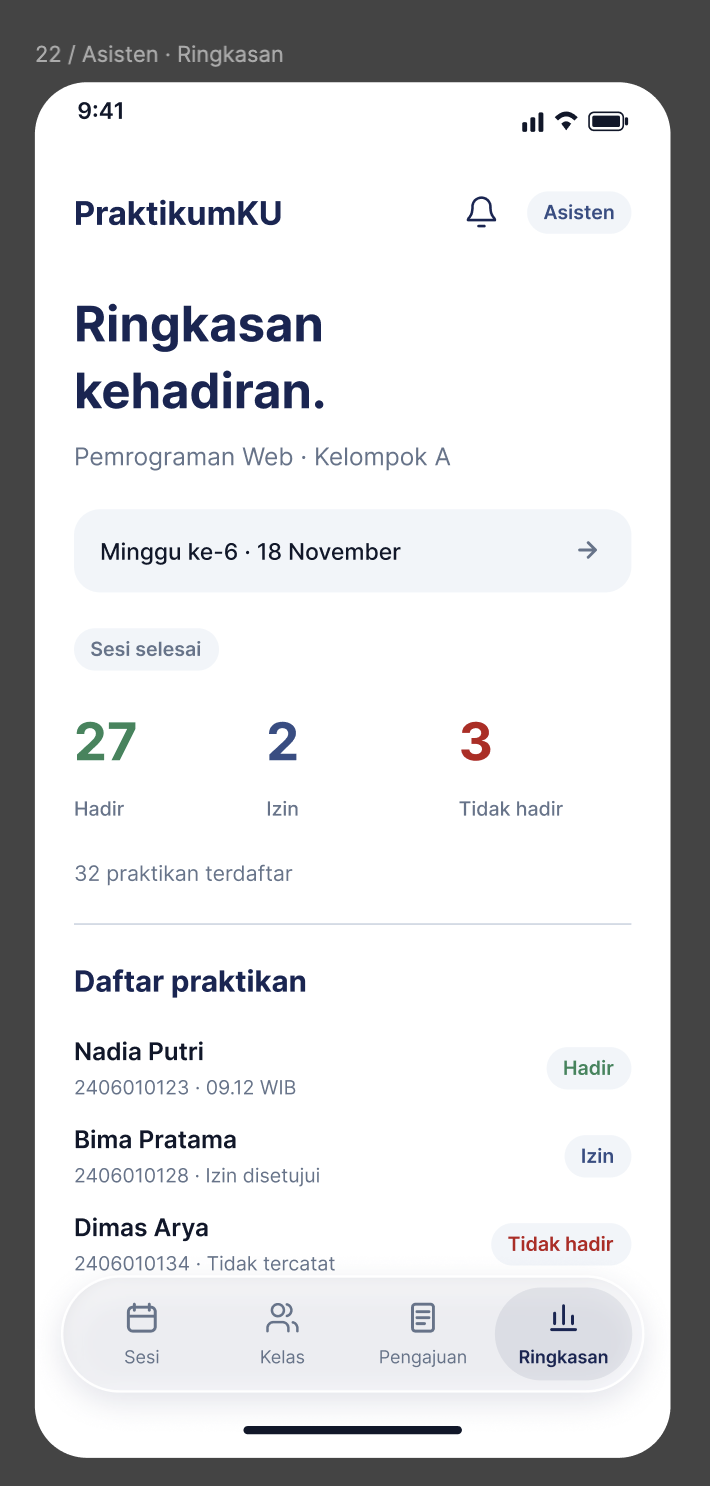 22 / Asisten · Ringkasan
9:41
PraktikumKU
Asisten
Ringkasan
kehadiran.
Pemrograman Web · Kelompok A
Minggu ke-6 · 18 November
Sesi selesai
27
2
3
Hadir
Izin
Tidak hadir
32 praktikan terdaftar
Daftar praktikan
Nadia Putri
2406010123 · 09.12 WIB
Hadir
Bima Pratama
2406010128 · Izin disetujui
Izin
Dimas Arya
2406010134 · Tidak tercatat
Tidak hadir
Sesi
Kelas
Pengajuan
Ringkasan